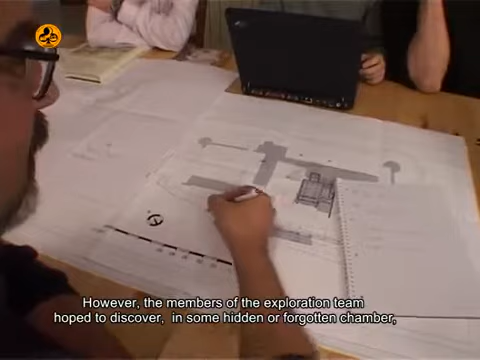 However, the members of the exploration team
hoped to discover, in some hidden or forgotten chamber,